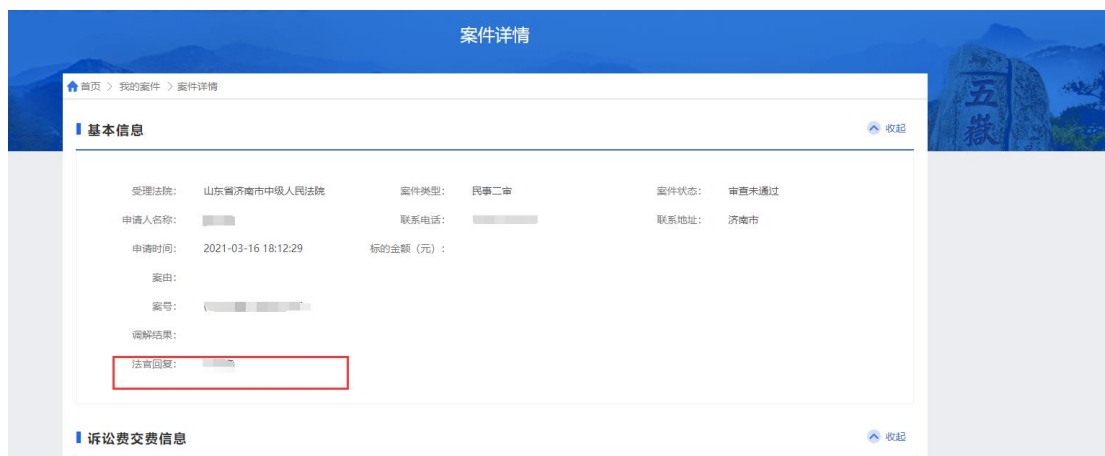 案件详情
首页 > 我的案件 > 案件详情
基本信息 收起
受理法院： 山东省济南市中级人民法院 案件类型： 民事二审 案件状态： 审查未通过
申请人名称： 联系电话： 联系地址： 济南市
申请时间： 2021-03-16 18:12:29 标的金额（元）：
案由：
案号：
调解结果：
法官回复：
诉讼费交费信息 收起
五嶽